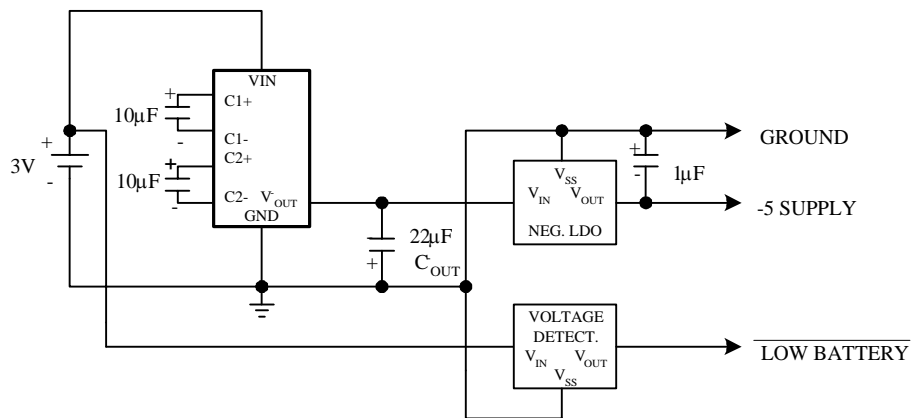 VIN
+
C1+
10µF
C1-
-
+
C2+
+
3V
-
10µF
C2-
-
V-OUT
GND
22µF
+
C-OUT
VSS
VIN
VOUT
NEG. LDO
+
-
1µF
GROUND
-5 SUPPLY
VOLTAGE
DETECT.
VIN
VOUT
VSS
LOW BATTERY